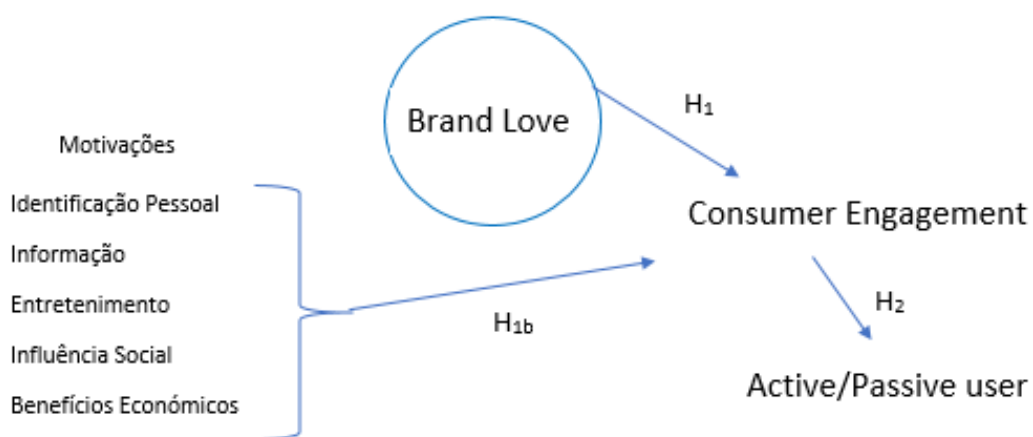 Brand Love
H₁
Motivações
Identificação Pessoal
Informação
Entretenimento
Influência Social
Benefícios Económicos
H₁b
Consumer Engagement
H₂
Active/Passive user